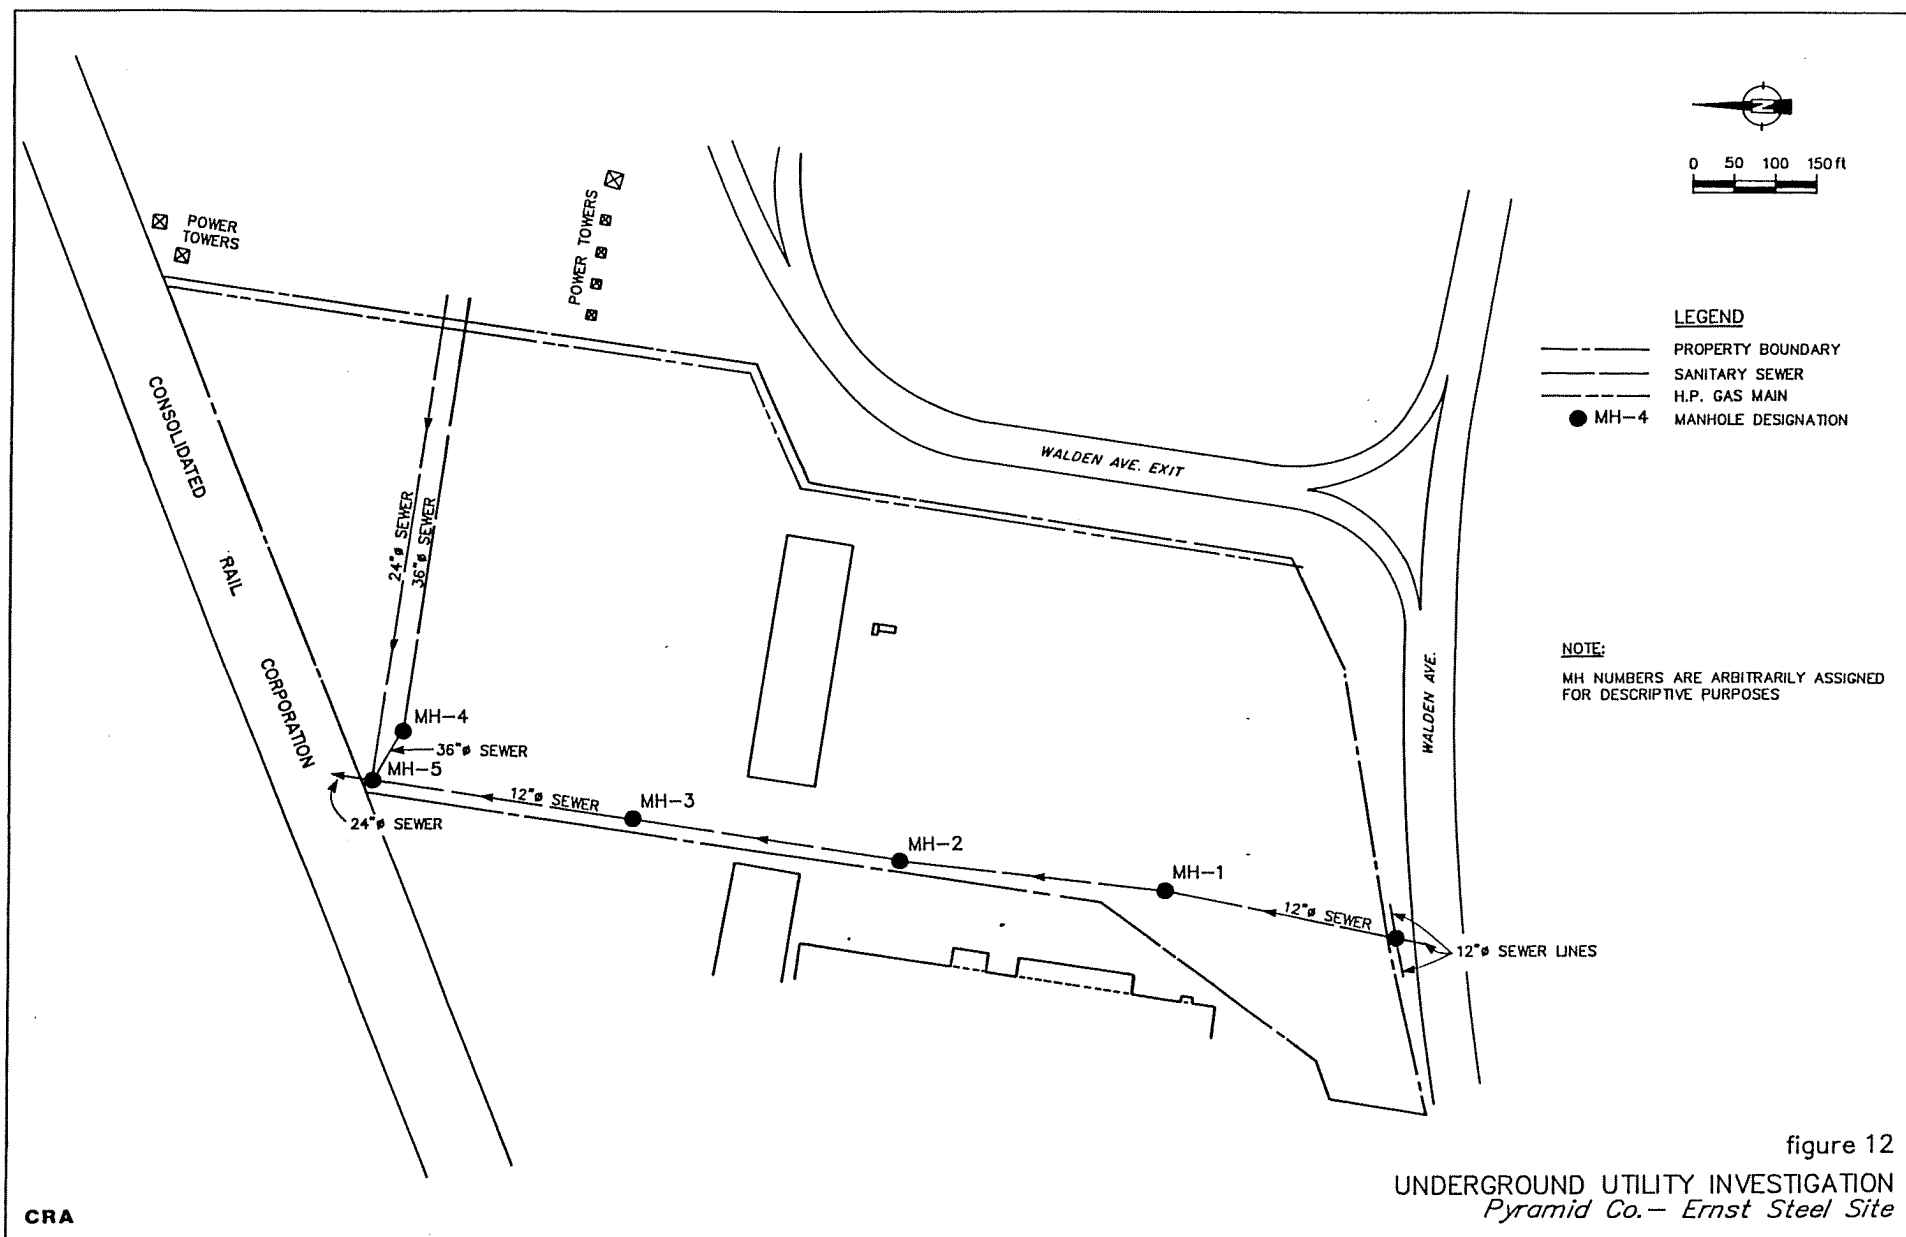 N
0 50 100 150 ft
POWER
TOWERS
POWER TOWERS
LEGEND
PROPERTY BOUNDARY
SANITARY SEWER
H.P. GAS MAIN
MH-4 MANHOLE DESIGNATION
WALDEN AVE. EXIT
CONSOLIDATED
RAIL
CORPORATION
24"ø SEWER
36"ø SEWER
NOTE:
MH NUMBERS ARE ARBITRARILY ASSIGNED
FOR DESCRIPTIVE PURPOSES
WALDEN AVE.
MH-4
36"ø SEWER
MH-5
12"ø SEWER
MH-3
24"ø SEWER
MH-2
MH-1
12"ø SEWER
12"ø SEWER LINES
figure 12
UNDERGROUND UTILITY INVESTIGATION
Pyramid Co.– Ernst Steel Site
CRA